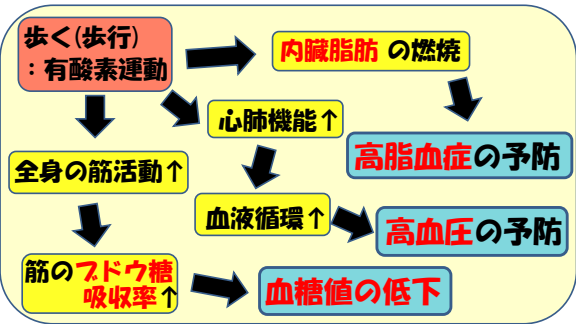 歩く(歩行)
：有酸素運動
内臓脂肪 の燃焼
心肺機能↑
高脂血症の予防
全身の筋活動↑
血液循環↑
高血圧の予防
筋のブドウ糖
吸収率↑
血糖値の低下